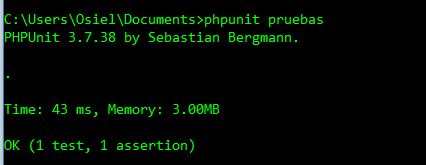 C:\Users\Osiel\Documents>phpunit pruebas
PHPUnit 3.7.38 by Sebastian Bergmann.
.
Time: 43 ms, Memory: 3.00MB
OK (1 test, 1 assertion)